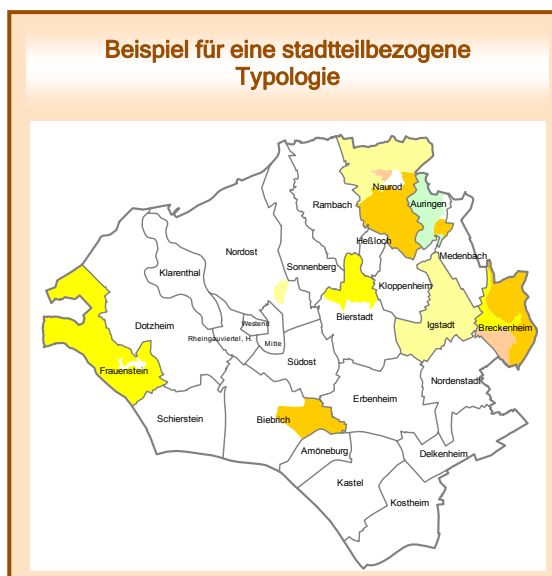 Beispiel für eine stadtteilbezogene
Typologie
Naurod
Rambach
Auringen
Heßloch
Nordost
Medenbach
Sonnenberg
Klarenthal
Kloppenheim
Bierstadt
Igstadt
Breckenheim
Dotzheim
Westend
Rheingauviertel, H.
Mitte
Südost
Frauenstein
Nordenstadt
Erbenheim
Schierstein
Biebrich
Amöneburg
Delkenheim
Kastel
Kostheim